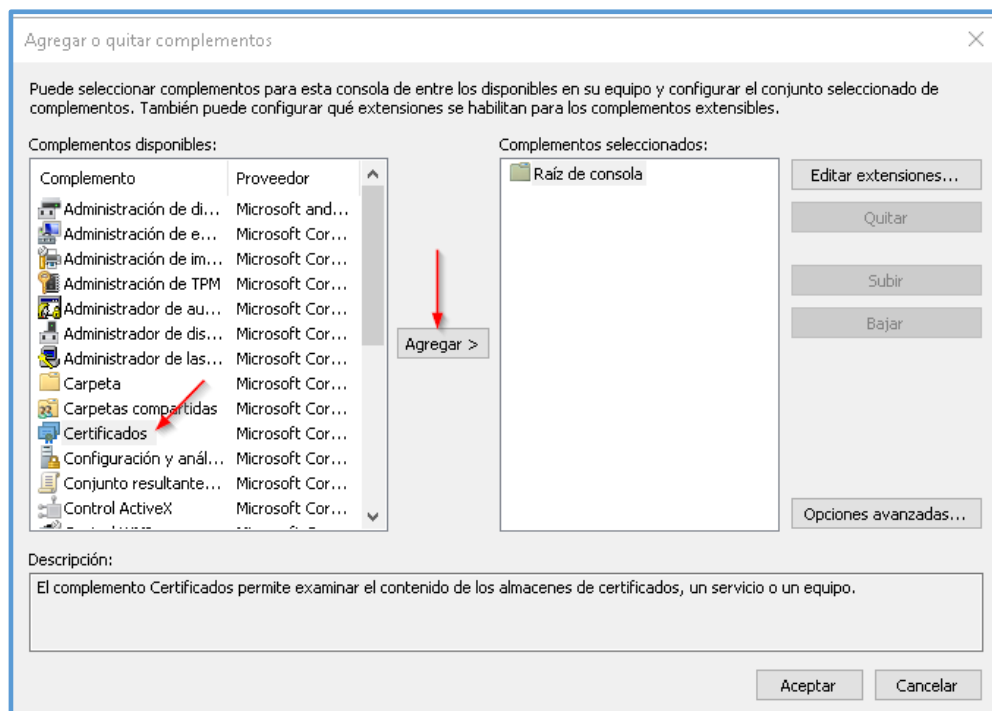 Agregar o quitar complementos
Puede seleccionar complementos para esta consola de entre los disponibles en su equipo y configurar el conjunto seleccionado de
complementos. También puede configurar qué extensiones se habilitan para los complementos extensibles.
Complementos disponibles:
Complemento Proveedor
Administración de di... Microsoft and...
Administración de e... Microsoft Cor...
Administración de im... Microsoft Cor...
Administración de TPM Microsoft Cor...
Administrador de au... Microsoft Cor...
Administrador de dis... Microsoft Cor...
Administrador de las... Microsoft Cor...
Carpeta Microsoft Cor...
Carpetas compartidas Microsoft Cor...
Certificados Microsoft Cor...
Configuración y anál... Microsoft Cor...
Conjunto resultante... Microsoft Cor...
Control ActiveX Microsoft Cor...
Agregar >
Complementos seleccionados:
Raíz de consola
Editar extensiones...
Quitar
Subir
Bajar
Opciones avanzadas...
Descripción:
El complemento Certificados permite examinar el contenido de los almacenes de certificados, un servicio o un equipo.
Aceptar
Cancelar